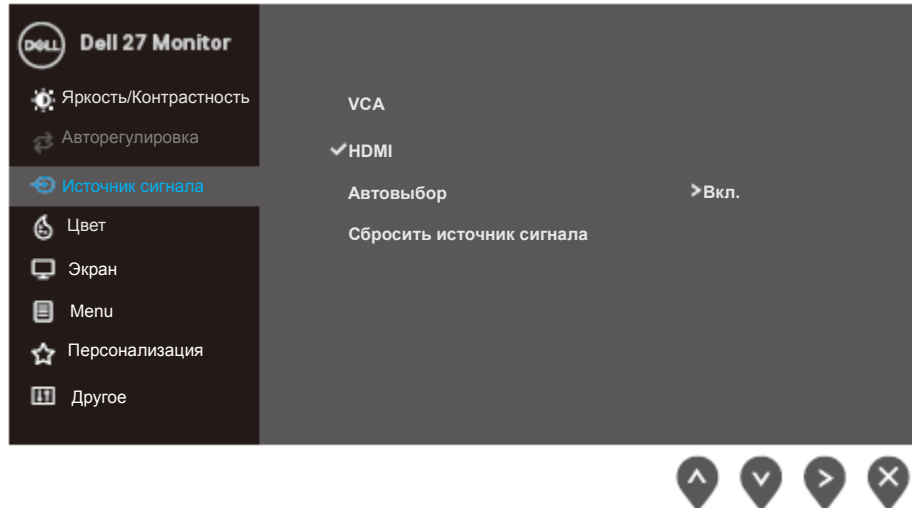 DELL
Dell 27 Monitor
Яркость/Контрастность
Авторегулировка
Источник сигнала
Цвет
Экран
Menu
Персонализация
Другое
VCA
HDMI
Автовыбор
Вкл.
Сбросить источник сигнала